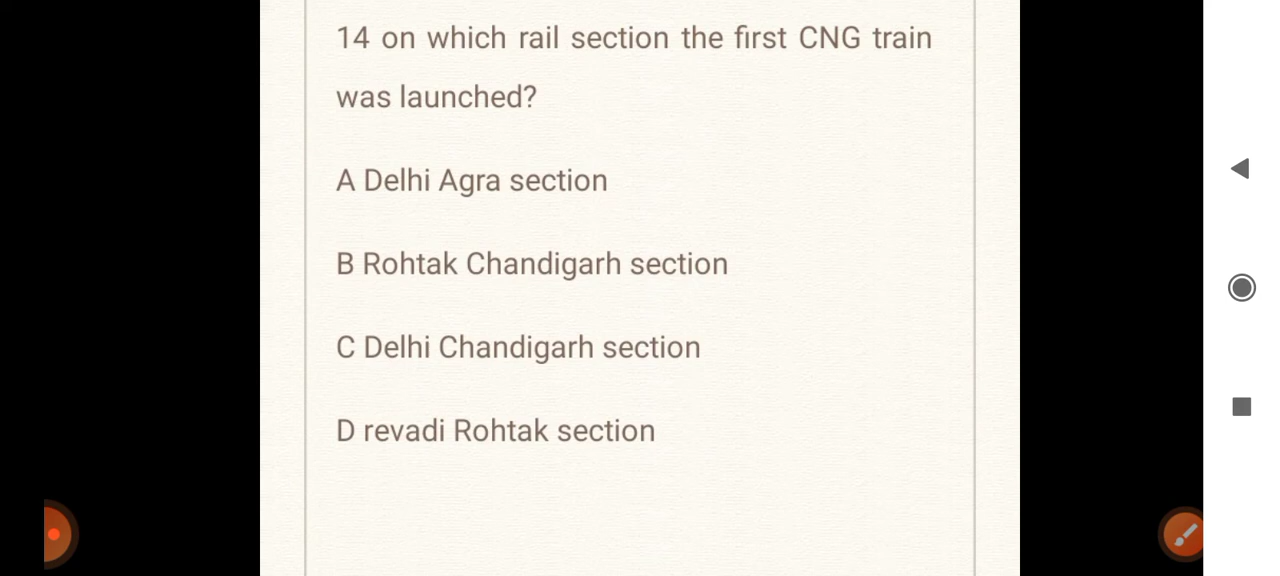 14 on which rail section the first CNG train
was launched?
A Delhi Agra section
B Rohtak Chandigarh section
C Delhi Chandigarh section
D revadi Rohtak section